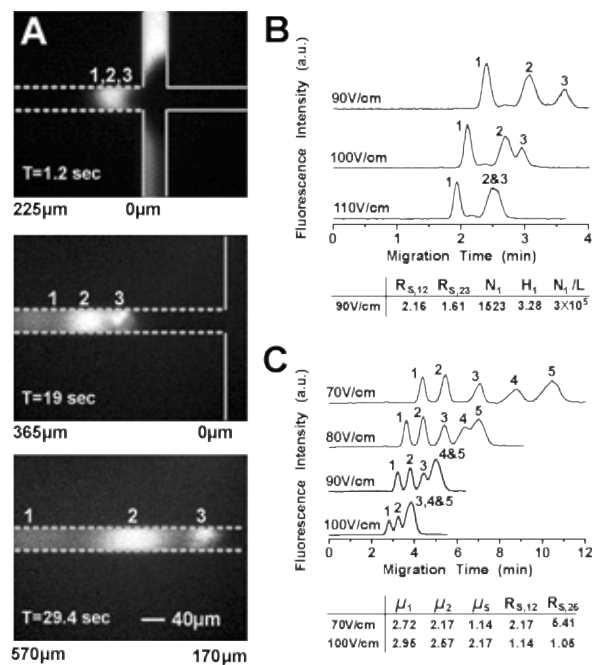 A
1,2,3
T=1.2 sec
225µm 0µm
1 2 3
T=19 sec
365µm 0µm
1 2 3
T=29.4 sec 40µm
570µm 170µm
B
Fluorescence Intensity (a.u.)
1 2 3
90V/cm
1 2 3
100V/cm
1 2&3
110V/cm
0 1 2 3 4
Migration Time (min)
RS,12 RS,23 N1 H1 N1/L
90V/cm 2.16 1.61 1523 3.28 3X10^5
C
Fluorescence Intensity (a.u.)
1 2 3 4 5
70V/cm
1 2 3 4 5
80V/cm
1 2 3 4&5
90V/cm
1 2 3,4&5
100V/cm
0 2 4 6 8 10 12
Migration Time (min)
µ1 µ2 µ5 RS,12 RS,25
70V/cm 2.72 2.17 1.14 2.17 5.41
100V/cm 2.95 2.57 2.17 1.14 1.05